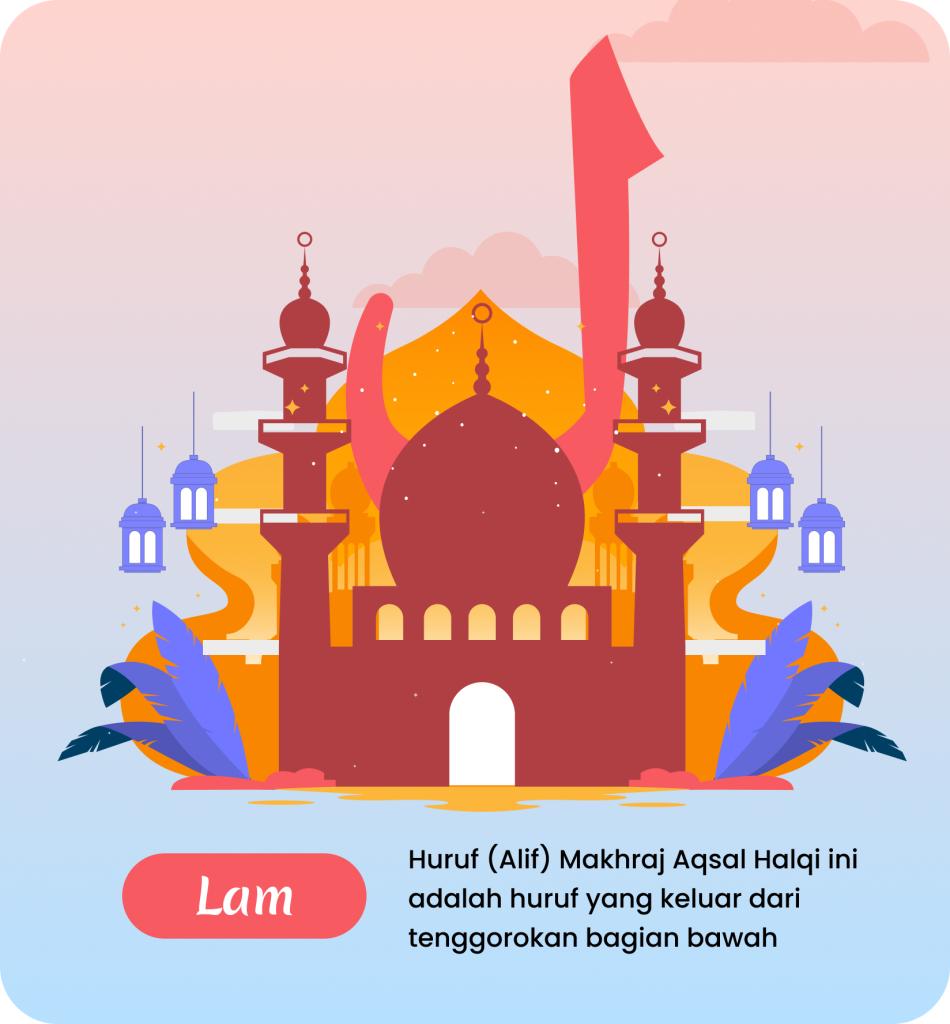 ل
Lam
Huruf (Alif) Makhraj Aqsal Halqi ini
adalah huruf yang keluar dari
tenggorokan bagian bawah